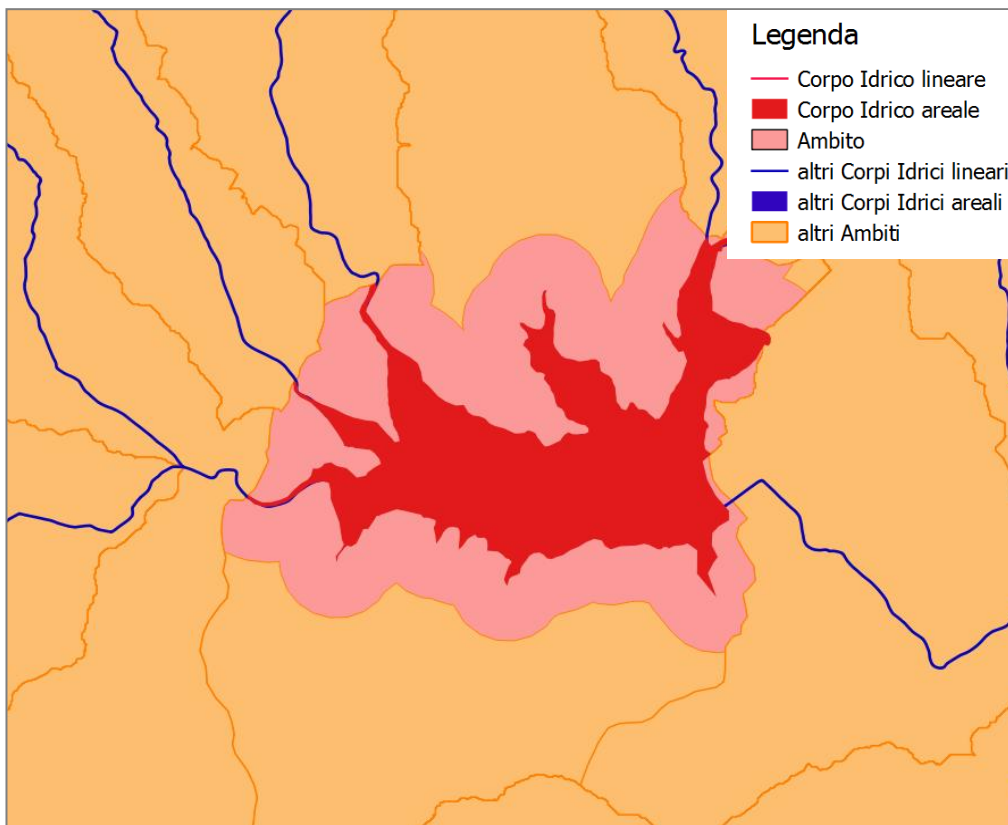 Legenda
Corpo Idrico lineare
Corpo Idrico areale
Ambito
altri Corpi Idrici lineari
altri Corpi Idrici areali
altri Ambiti